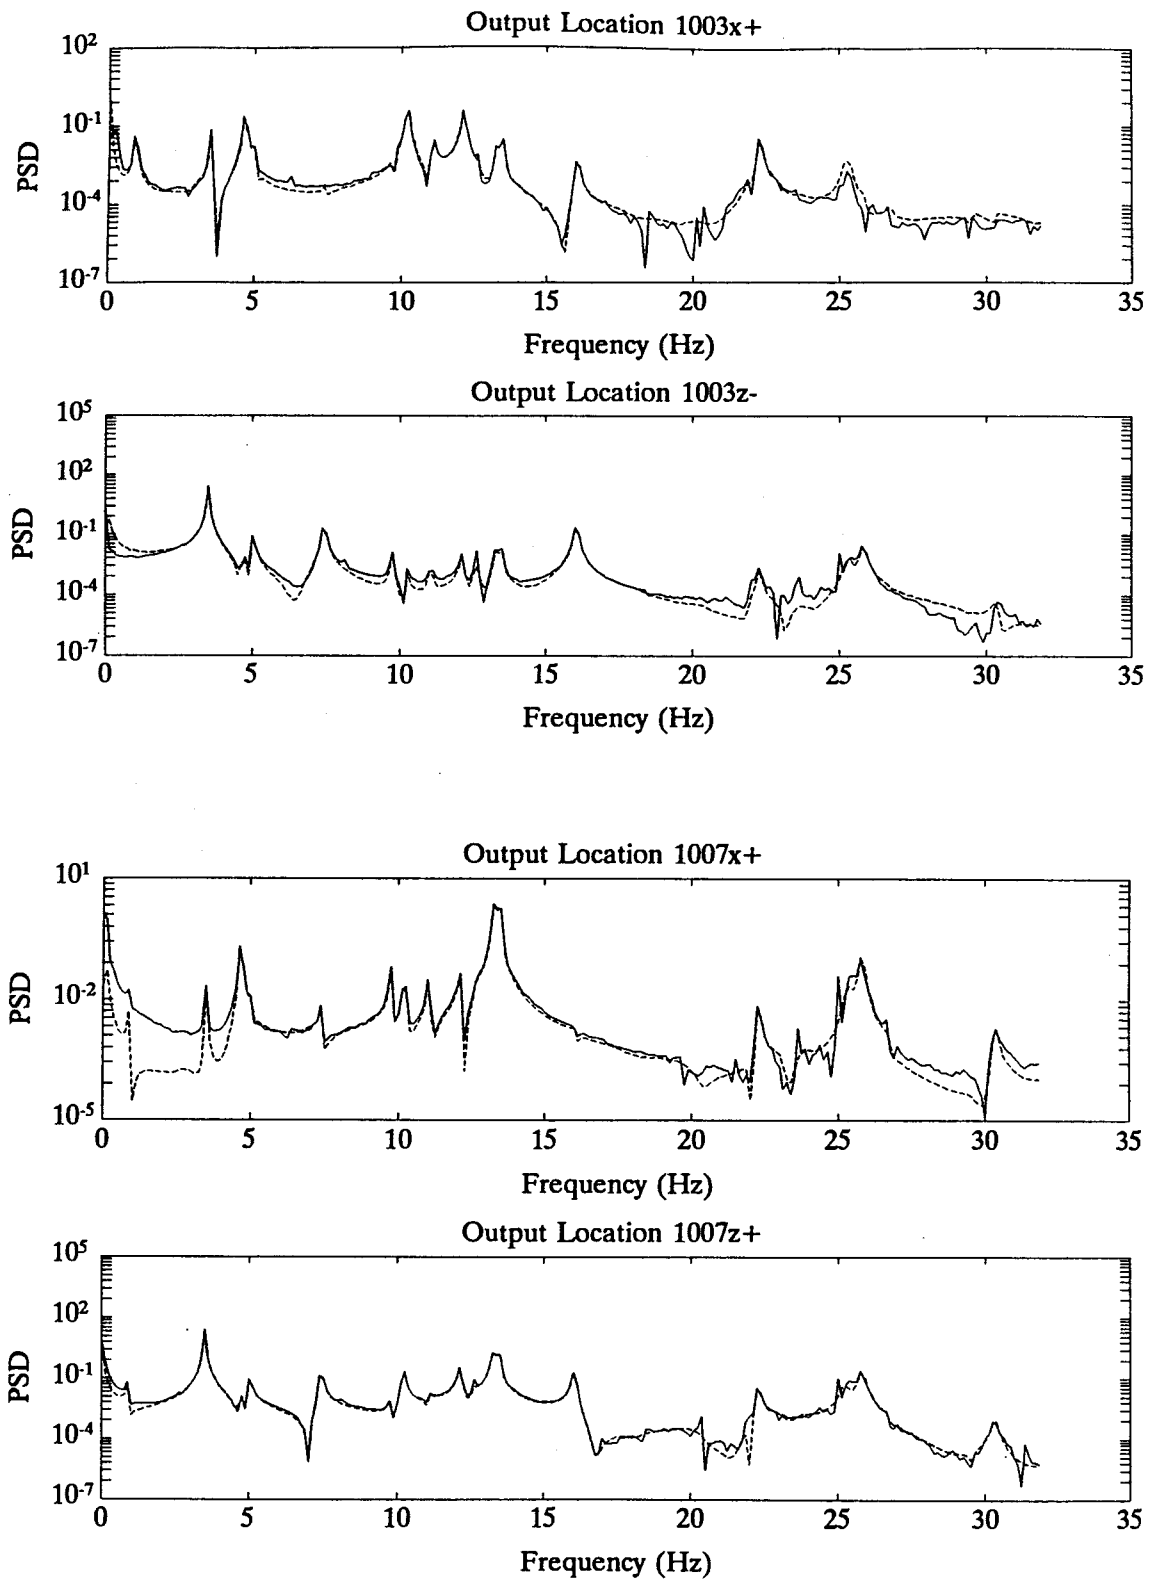 Output Location 1003x+
10²
10⁻¹
10⁻⁴
10⁻⁷
PSD
0 5 10 15 20 25 30 35
Frequency (Hz)
Output Location 1003z-
10⁵
10²
10⁻¹
10⁻⁴
10⁻⁷
PSD
0 5 10 15 20 25 30 35
Frequency (Hz)
Output Location 1007x+
10¹
10⁻²
10⁻⁵
PSD
0 5 10 15 20 25 30 35
Frequency (Hz)
Output Location 1007z+
10⁵
10²
10⁻¹
10⁻⁴
10⁻⁷
PSD
0 5 10 15 20 25 30 35
Frequency (Hz)